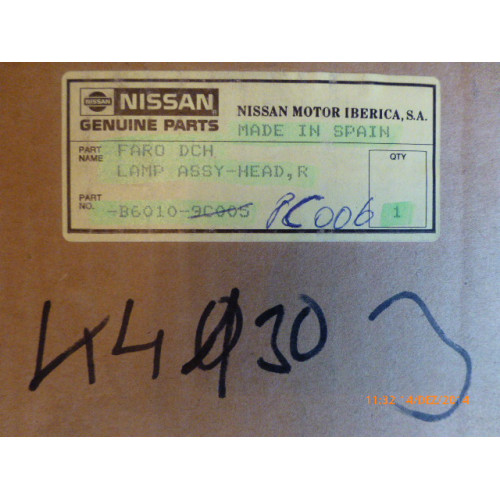 NISSAN
GENUINE PARTS
NISSAN MOTOR IBERICA, S.A.
MADE IN SPAIN
PART NAME FARO DCH
LAMP ASSY-HEAD,R
QTY
PART NO. -B6010-9C005 9C006 1